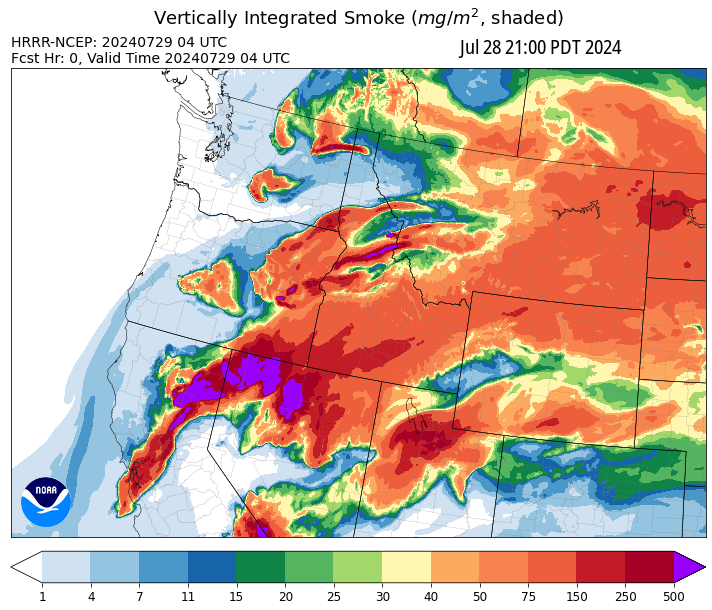 Vertically Integrated Smoke (mg/m², shaded)
HRRR-NCEP: 20240729 04 UTC
Jul 28 21:00 PDT 2024
Fcst Hr: 0, Valid Time 20240729 04 UTC
NOAA
1 4 7 11 15 20 25 30 40 50 75 150 250 500